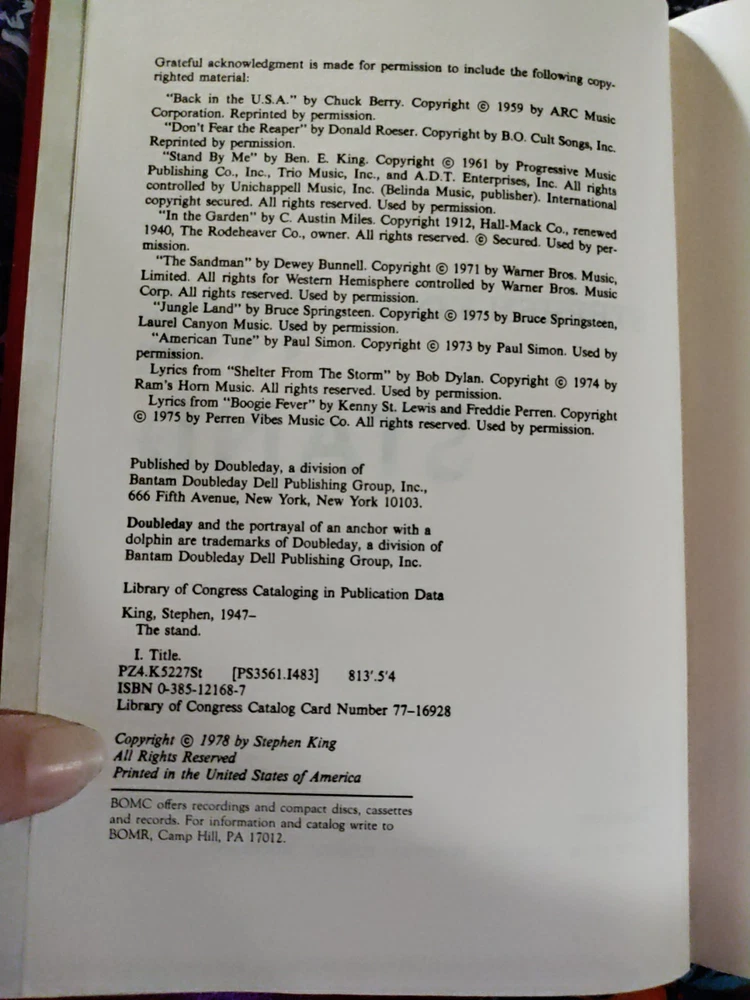 Grateful acknowledgment is made for permission to include the following copy-
righted material:
"Back in the U.S.A." by Chuck Berry. Copyright © 1959 by ARC Music
Corporation. Reprinted by permission.
"Don't Fear the Reaper" by Donald Roeser. Copyright by B.O. Cult Songs, Inc.
Reprinted by permission.
"Stand By Me" by Ben. E. King. Copyright © 1961 by Progressive Music
Publishing Co., Inc., Trio Music, Inc., and A.D.T. Enterprises, Inc. All rights
controlled by Unichappell Music, Inc. (Belinda Music, publisher). International
copyright secured. All rights reserved. Used by permission.
"In the Garden" by C. Austin Miles. Copyright 1912, Hall-Mack Co., renewed
1940, The Rodeheaver Co., owner. All rights reserved. © Secured. Used by per-
mission.
"The Sandman" by Dewey Bunnell. Copyright © 1971 by Warner Bros. Music,
Limited. All rights for Western Hemisphere controlled by Warner Bros. Music
Corp. All rights reserved. Used by permission.
"Jungle Land" by Bruce Springsteen. Copyright © 1975 by Bruce Springsteen,
Laurel Canyon Music. Used by permission.
"American Tune" by Paul Simon. Copyright © 1973 by Paul Simon. Used by
permission.
Lyrics from "Shelter From The Storm" by Bob Dylan. Copyright © 1974 by
Ram's Horn Music. All rights reserved. Used by permission.
Lyrics from "Boogie Fever" by Kenny St. Lewis and Freddie Perren. Copyright
© 1975 by Perren Vibes Music Co. All rights reserved. Used by permission.
Published by Doubleday, a division of
Bantam Doubleday Dell Publishing Group, Inc.,
666 Fifth Avenue, New York, New York 10103.
Doubleday and the portrayal of an anchor with a
dolphin are trademarks of Doubleday, a division of
Bantam Doubleday Dell Publishing Group, Inc.
Library of Congress Cataloging in Publication Data
King, Stephen, 1947–
The stand.
I. Title.
PZ4.K5227St [PS3561.I483] 813'.5'4
ISBN 0-385-12168-7
Library of Congress Catalog Card Number 77–16928
Copyright © 1978 by Stephen King
All Rights Reserved
Printed in the United States of America
BOMC offers recordings and compact discs, cassettes
and records. For information and catalog write to
BOMR, Camp Hill, PA 17012.